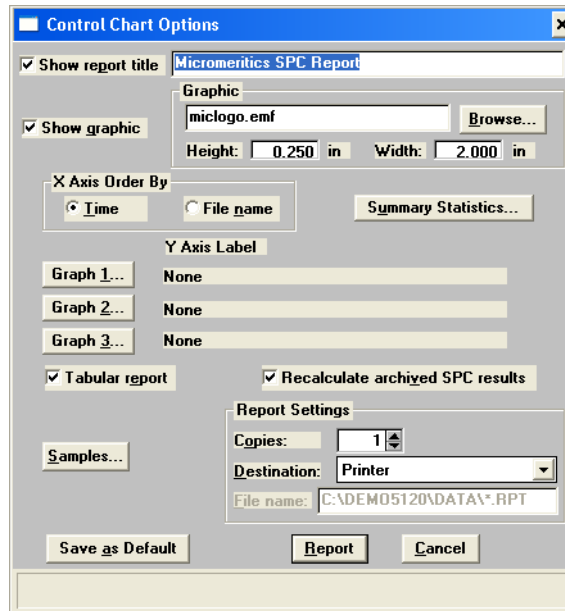 Control Chart Options
Show report title Micromeritics SPC Report
Graphic
Show graphic miclogo.emf Browse...
Height: 0.250 in Width: 2.000 in
X Axis Order By
Time File name Summary Statistics...
Y Axis Label
Graph 1... None
Graph 2... None
Graph 3... None
Tabular report Recalculate archived SPC results
Report Settings
Copies: 1
Samples... Destination: Printer
File name: C:\DEMO5120\DATA\*.RPT
Save as Default Report Cancel